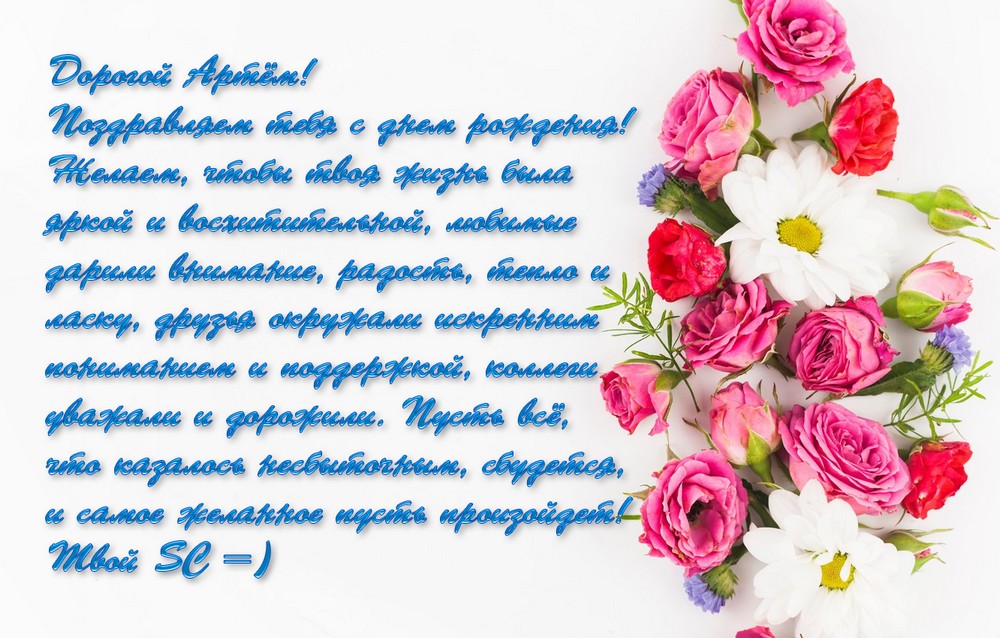 Дорогой Артём!
Поздравляем тебя с днем рождения!
Желаем, чтобы твоя жизнь была
яркой и восхитительной, любимые
дарили внимание, радость, тепло и
ласку, друзья окружали искренним
пониманием и поддержкой, коллеги
уважали и дорожили. Пусть всё,
что казалось несбыточным, сбудется,
и самое желанное пусть произойдет!
Твой SC =)